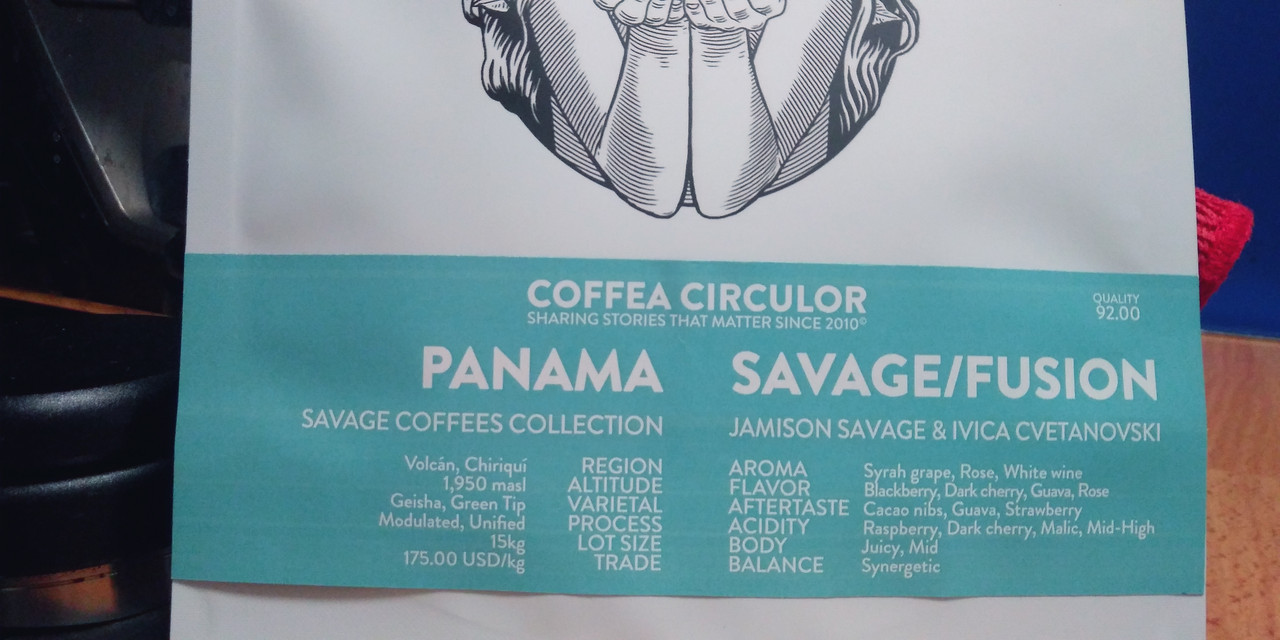 COFFEA CIRCULOR
SHARING STORIES THAT MATTER SINCE 2010©
QUALITY
92.00
PANAMA
SAVAGE COFFEES COLLECTION
Volcán, Chiriquí REGION
1,950 masl ALTITUDE
Geisha, Green Tip VARIETAL
Modulated, Unified PROCESS
15kg LOT SIZE
175.00 USD/kg TRADE
SAVAGE/FUSION
JAMISON SAVAGE & IVICA CVETANOVSKI
AROMA Syrah grape, Rose, White wine
FLAVOR Blackberry, Dark cherry, Guava, Rose
AFTERTASTE Cacao nibs, Guava, Strawberry
ACIDITY Raspberry, Dark cherry, Malic, Mid-High
BODY Juicy, Mid
BALANCE Synergetic